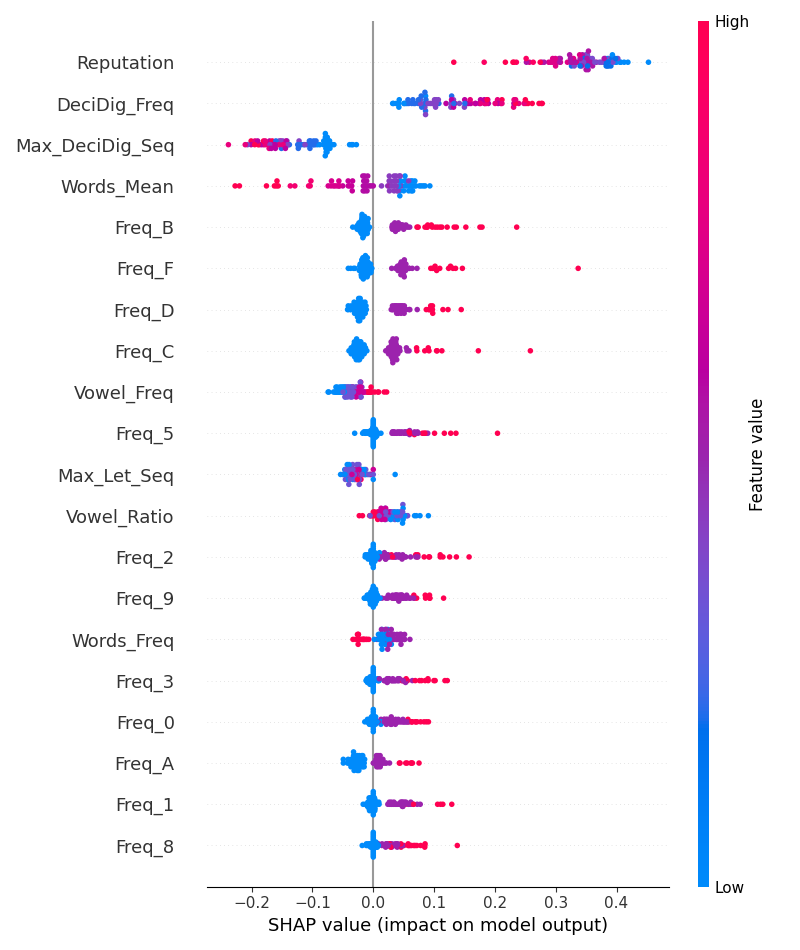 High
Reputation
DeciDig_Freq
Max_DeciDig_Seq
Words_Mean
Freq_B
Freq_F
Freq_D
Freq_C
Vowel_Freq
Freq_5
Max_Let_Seq
Vowel_Ratio
Freq_2
Freq_9
Words_Freq
Freq_3
Freq_0
Freq_A
Freq_1
Freq_8
Feature value
Low
−0.2 −0.1 0.0 0.1 0.2 0.3 0.4
SHAP value (impact on model output)